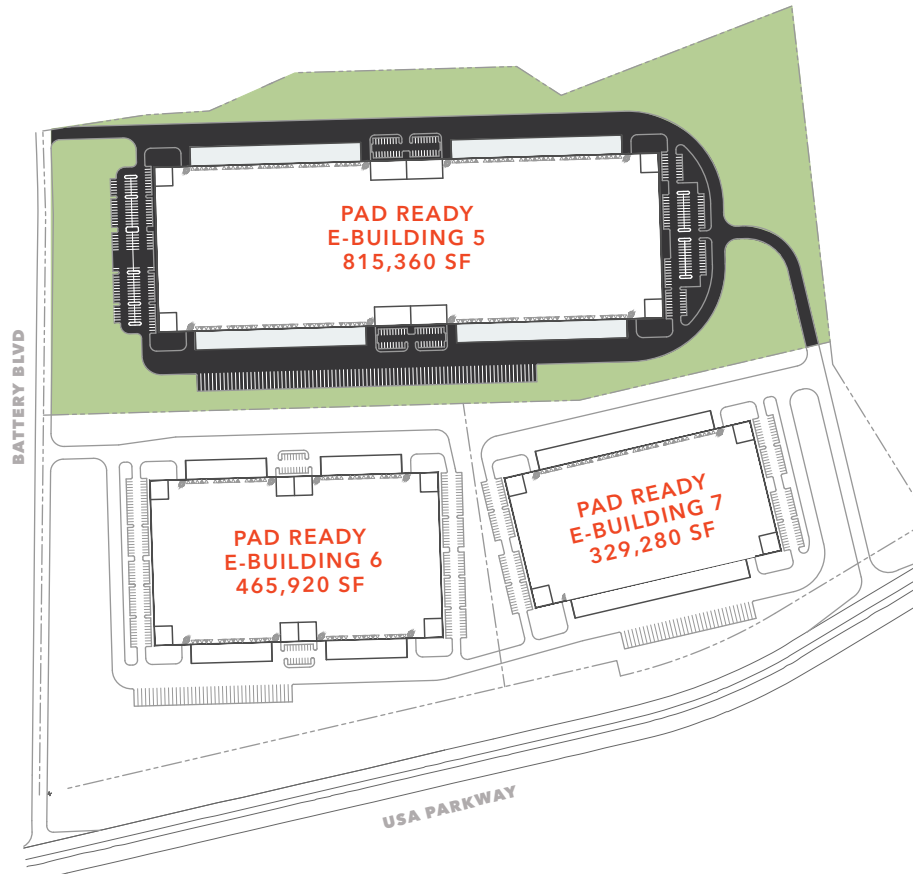 PAD READY
E-BUILDING 5
815,360 SF
BATTERY BLVD
PAD READY
E-BUILDING 6
465,920 SF
PAD READY
E-BUILDING 7
329,280 SF
USA PARKWAY